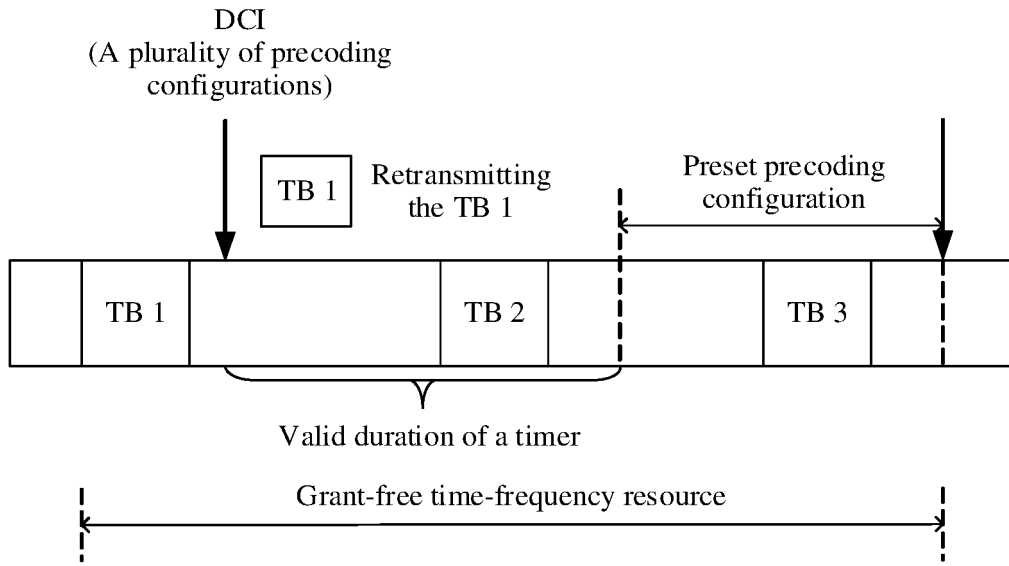 DCI
(A plurality of precoding
configurations)
TB 1
Retransmitting
the TB 1
Preset precoding
configuration
TB 1
TB 2
TB 3
Valid duration of a timer
Grant-free time-frequency resource